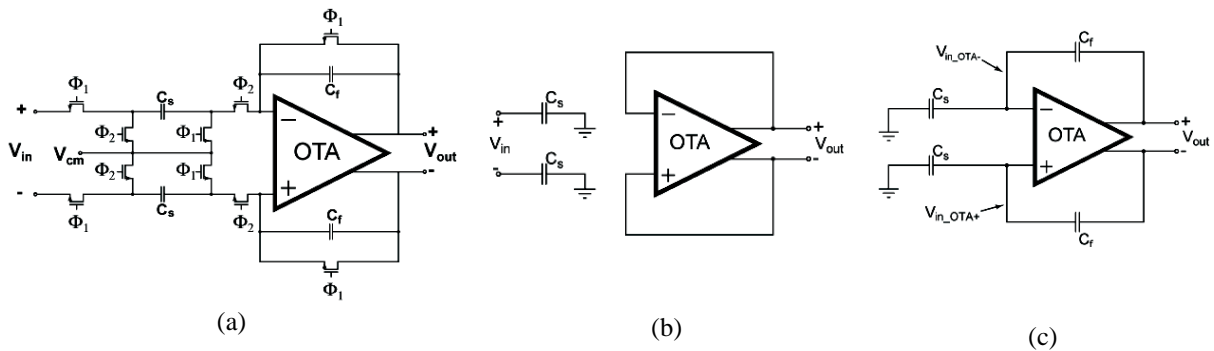 Φ1
Cf
Φ1
Cs
Φ2
+
Vin
-
Φ2
Φ1
Vcm
Φ2
Φ1
−
OTA
+
+
Vout
-
Φ1
Cs
Φ2
Cf
Φ1
(a)
Cs
+
Vin
-
Cs
−
OTA
+
+
Vout
-
(b)
Vin_OTA-
Cf
Cs
Cs
−
OTA
+
+
Vout
-
Vin_OTA+
Cf
(c)